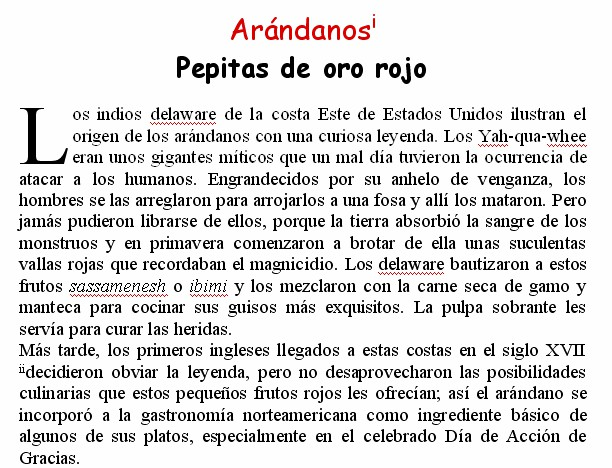 Arándanosⁱ
Pepitas de oro rojo
Los indios delaware de la costa Este de Estados Unidos ilustran el
origen de los arándanos con una curiosa leyenda. Los Yah-qua-whee
eran unos gigantes míticos que un mal día tuvieron la ocurrencia de
atacar a los humanos. Engrandecidos por su anhelo de venganza, los
hombres se las arreglaron para arrojarlos a una fosa y allí los mataron. Pero
jamás pudieron librarse de ellos, porque la tierra absorbió la sangre de los
monstruos y en primavera comenzaron a brotar de ella unas suculentas
vallas rojas que recordaban el magnicidio. Los delaware bautizaron a estos
frutos sassamenesh o ibimi y los mezclaron con la carne seca de gamo y
manteca para cocinar sus guisos más exquisitos. La pulpa sobrante les
servía para curar las heridas.
Más tarde, los primeros ingleses llegados a estas costas en el siglo XVII
ⁱⁱdecidieron obviar la leyenda, pero no desaprovecharon las posibilidades
culinarias que estos pequeños frutos rojos les ofrecían; así el arándano se
incorporó a la gastronomía norteamericana como ingrediente básico de
algunos de sus platos, especialmente en el celebrado Día de Acción de
Gracias.